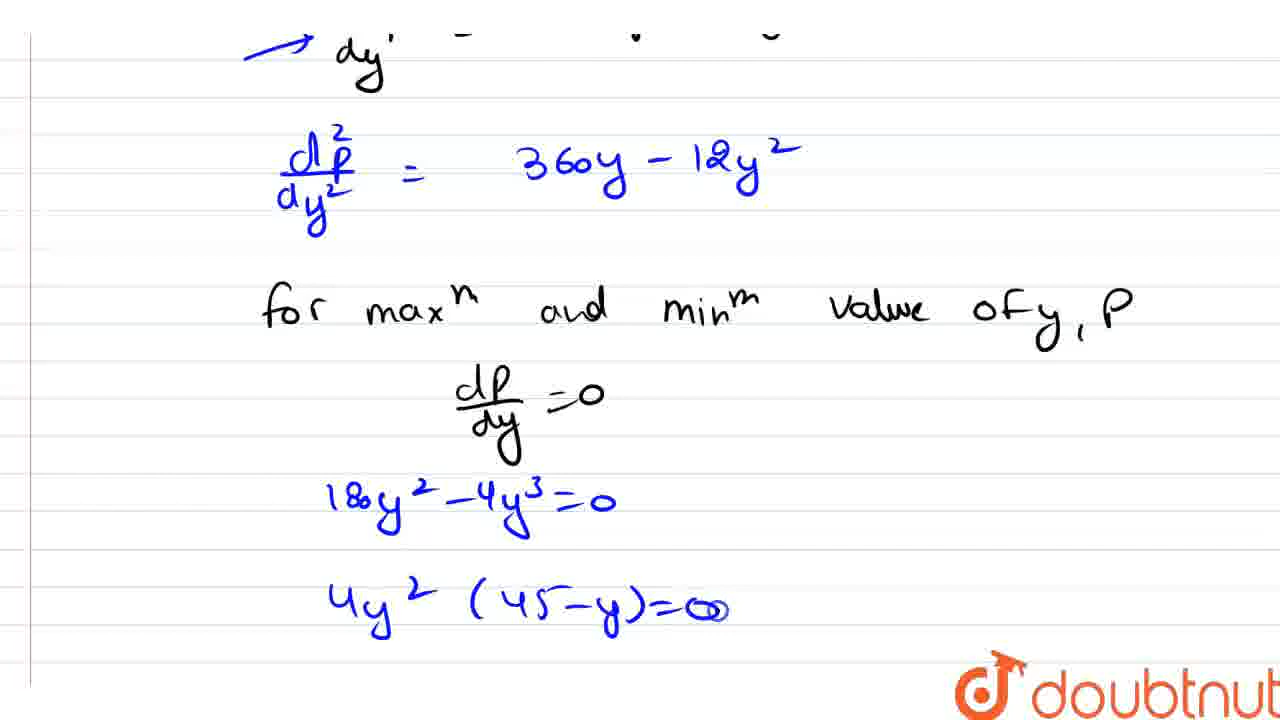 dy
d²p/dy² = 360y - 12y²
for maxᵐ and minᵐ value of y, P
dP/dy = 0
180y² - 4y³ = 0
4y² (45 - y) = 0
doubtnut